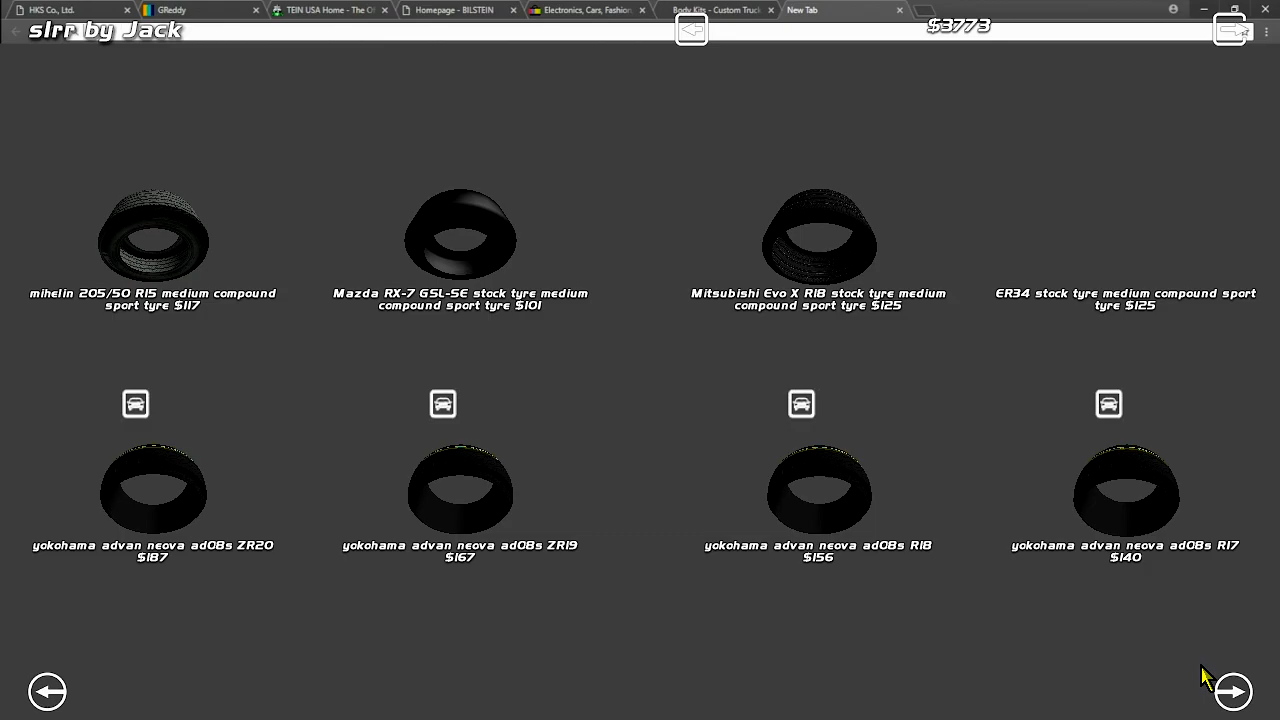 HKS Co., Ltd.
GReddy
TEIN USA Home - The O
Homepage - BILSTEIN
Electronics, Cars, Fashion,
Body Kits - Custom Truck
New Tab
slrr by Jack
$3773
mihelin 205/50 R15 medium compound
sport tyre $117
Mazda RX-7 GSL-SE stock tyre medium
compound sport tyre $101
Mitsubishi Evo X R18 stock tyre medium
compound sport tyre $125
ER34 stock tyre medium compound sport
tyre $125
yokohama advan neova ad08s ZR20
$187
yokohama advan neova ad08s ZR19
$167
yokohama advan neova ad08s R18
$156
yokohama advan neova ad08s R17
$140